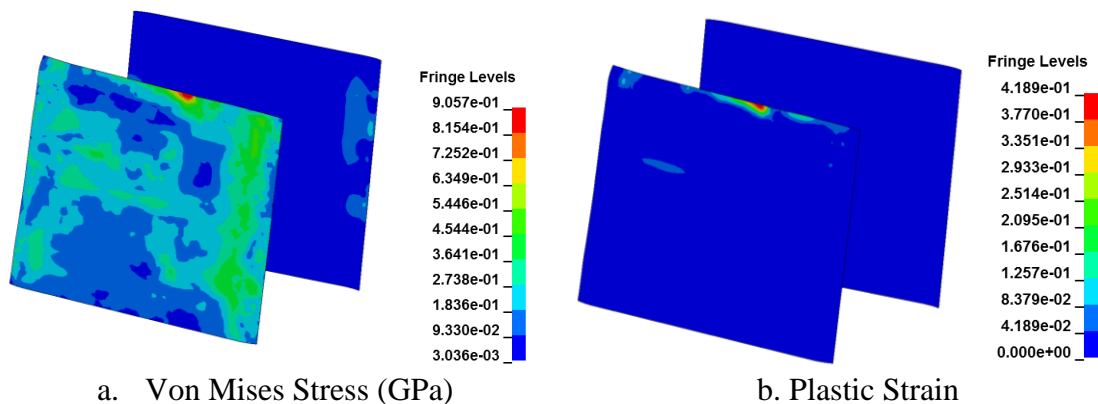 Fringe Levels
9.057e-01
8.154e-01
7.252e-01
6.349e-01
5.446e-01
4.544e-01
3.641e-01
2.738e-01
1.836e-01
9.330e-02
3.036e-03
a. Von Mises Stress (GPa)
Fringe Levels
4.189e-01
3.770e-01
3.351e-01
2.933e-01
2.514e-01
2.095e-01
1.676e-01
1.257e-01
8.379e-02
4.189e-02
0.000e+00
b. Plastic Strain